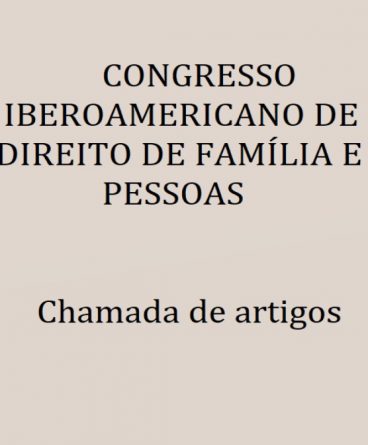 CONGRESSO
IBEROAMERICANO DE
DIREITO DE FAMÍLIA E
PESSOAS
Chamada de artigos